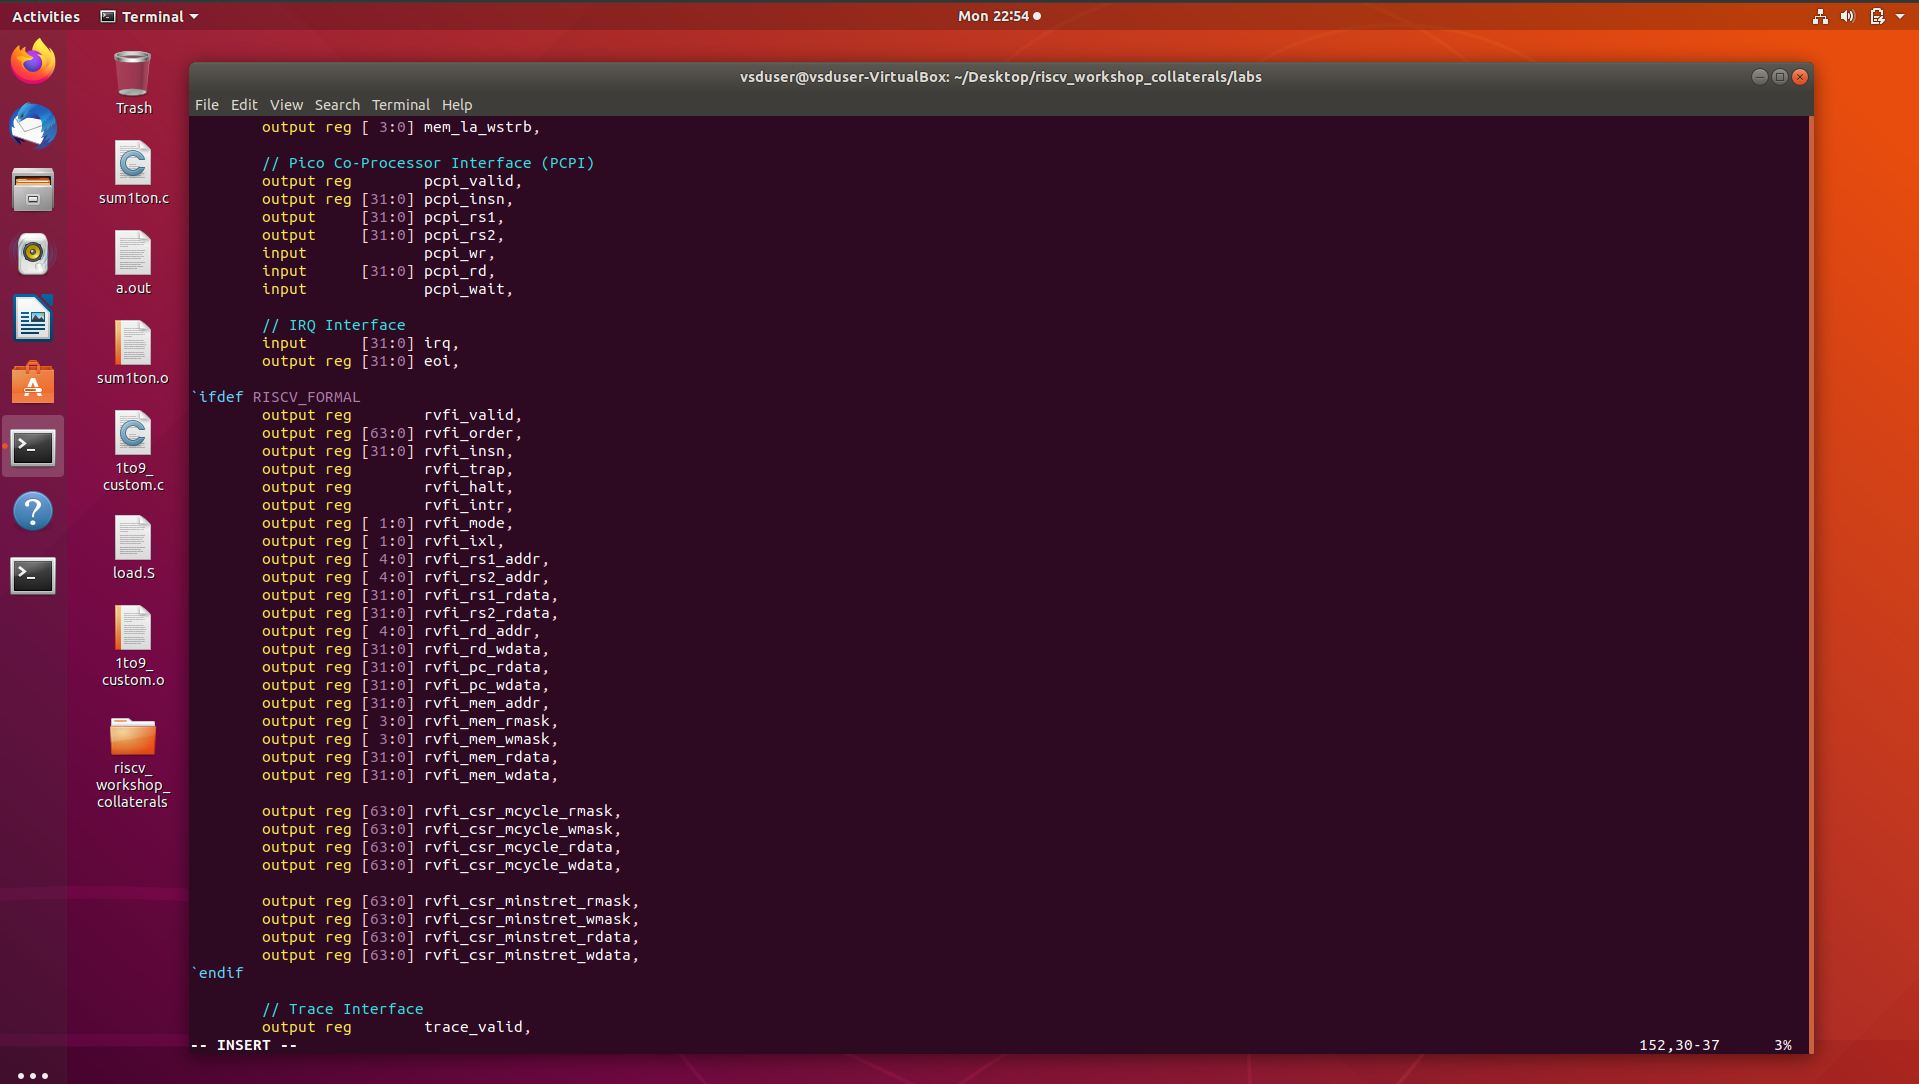 Activities
Terminal
Mon 22:54
vsduser@vsduser-VirtualBox: ~/Desktop/riscv_workshop_collaterals/labs
File Edit View Search Terminal Help
Trash
sum1ton.c
a.out
sum1ton.o
1to9_
custom.c
load.S
1to9_
custom.o
riscv_
workshop_
collaterals
output reg [ 3:0] mem_la_wstrb,
// Pico Co-Processor Interface (PCPI)
output reg        pcpi_valid,
output reg [31:0] pcpi_insn,
output     [31:0] pcpi_rs1,
output     [31:0] pcpi_rs2,
input             pcpi_wr,
input      [31:0] pcpi_rd,
input             pcpi_wait,
// IRQ Interface
input      [31:0] irq,
output reg [31:0] eoi,
`ifdef RISCV_FORMAL
output reg        rvfi_valid,
output reg [63:0] rvfi_order,
output reg [31:0] rvfi_insn,
output reg        rvfi_trap,
output reg        rvfi_halt,
output reg        rvfi_intr,
output reg [ 1:0] rvfi_mode,
output reg [ 1:0] rvfi_ixl,
output reg [ 4:0] rvfi_rs1_addr,
output reg [ 4:0] rvfi_rs2_addr,
output reg [31:0] rvfi_rs1_rdata,
output reg [31:0] rvfi_rs2_rdata,
output reg [ 4:0] rvfi_rd_addr,
output reg [31:0] rvfi_rd_wdata,
output reg [31:0] rvfi_pc_rdata,
output reg [31:0] rvfi_pc_wdata,
output reg [31:0] rvfi_mem_addr,
output reg [ 3:0] rvfi_mem_rmask,
output reg [ 3:0] rvfi_mem_wmask,
output reg [31:0] rvfi_mem_rdata,
output reg [31:0] rvfi_mem_wdata,
output reg [63:0] rvfi_csr_mcycle_rmask,
output reg [63:0] rvfi_csr_mcycle_wmask,
output reg [63:0] rvfi_csr_mcycle_rdata,
output reg [63:0] rvfi_csr_mcycle_wdata,
output reg [63:0] rvfi_csr_minstret_rmask,
output reg [63:0] rvfi_csr_minstret_wmask,
output reg [63:0] rvfi_csr_minstret_rdata,
output reg [63:0] rvfi_csr_minstret_wdata,
`endif
// Trace Interface
output reg        trace_valid,
-- INSERT -- 152,30-37 3%